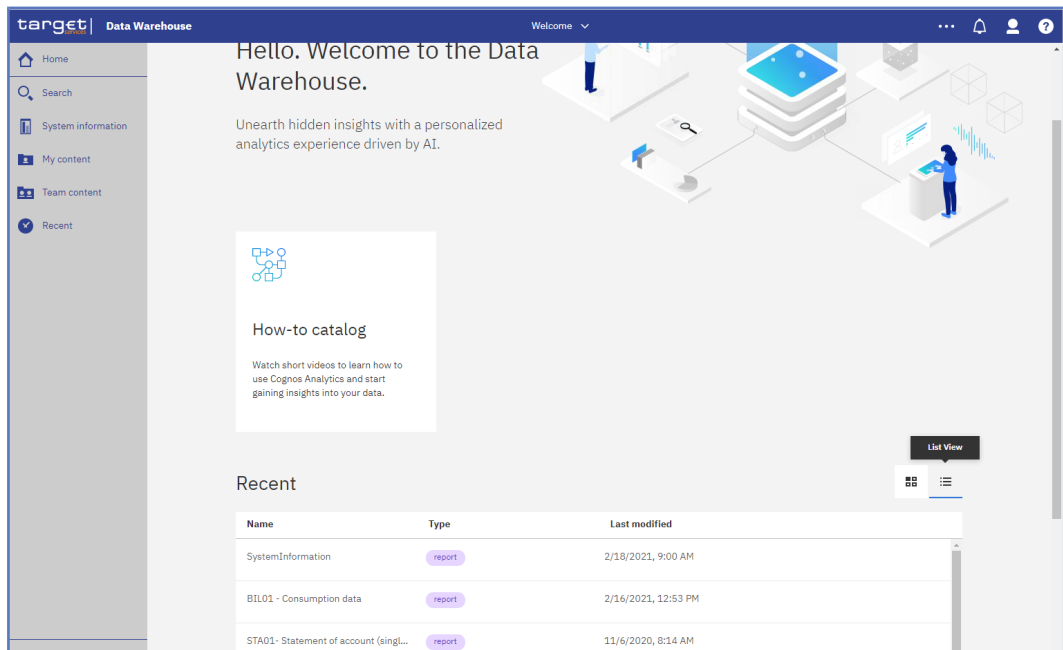 target services | Data Warehouse
Welcome
Home
Search
System information
My content
Team content
Recent
Hello. Welcome to the Data
Warehouse.
Unearth hidden insights with a personalized
analytics experience driven by AI.
How-to catalog
Watch short videos to learn how to
use Cognos Analytics and start
gaining insights into your data.
List View
Recent
Name Type Last modified
SystemInformation report 2/18/2021, 9:00 AM
BIL01 - Consumption data report 2/16/2021, 12:53 PM
STA01- Statement of account (singl... report 11/6/2020, 8:14 AM